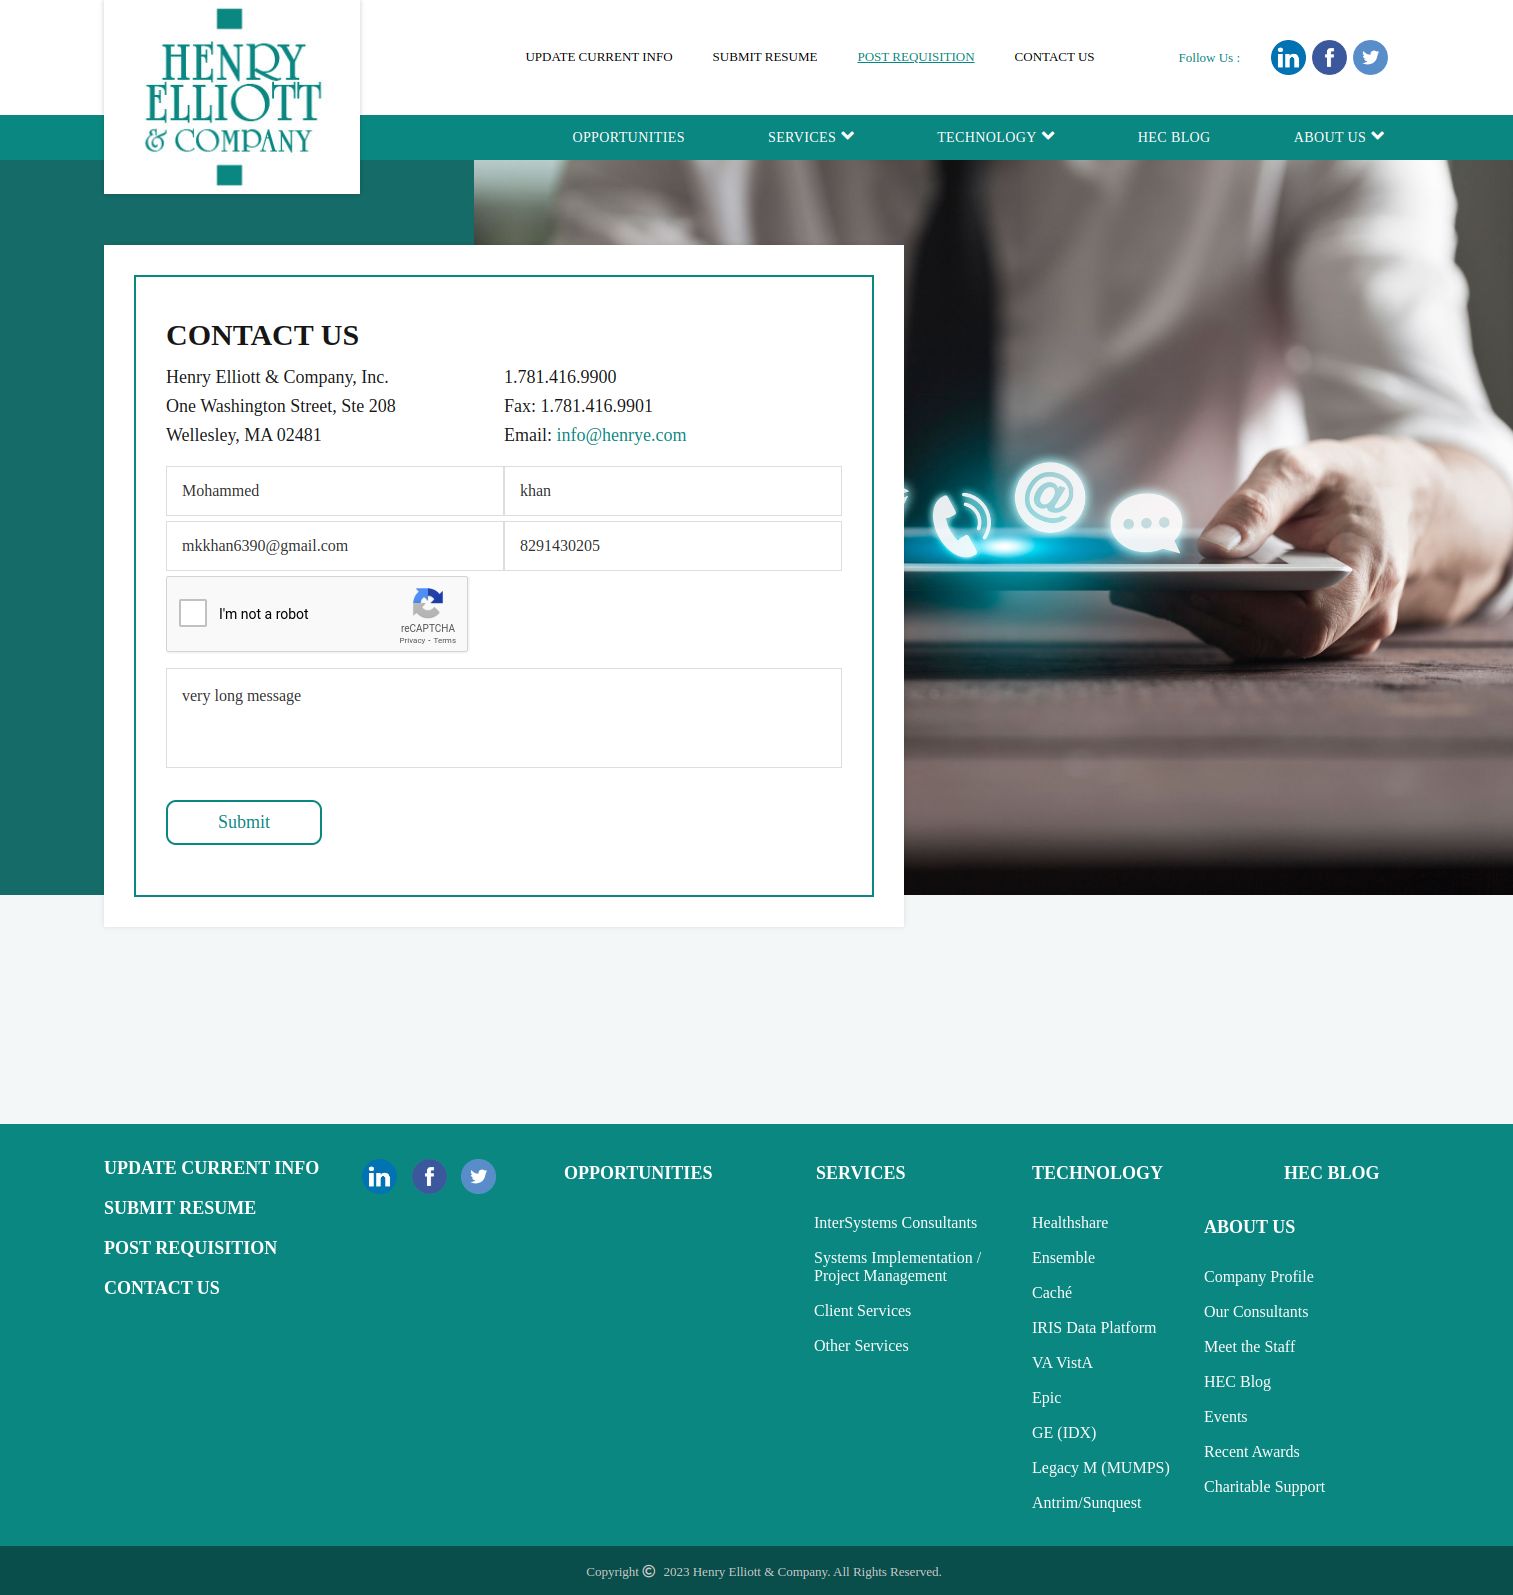 HENRY
ELLIOTT
& COMPANY
UPDATE CURRENT INFO
SUBMIT RESUME
POST REQUISITION
CONTACT US
Follow Us :
OPPORTUNITIES
SERVICES
TECHNOLOGY
HEC BLOG
ABOUT US
CONTACT US
Henry Elliott & Company, Inc.
One Washington Street, Ste 208
Wellesley, MA 02481
1.781.416.9900
Fax: 1.781.416.9901
Email: info@henrye.com
Mohammed
khan
mkkhan6390@gmail.com
8291430205
I'm not a robot
reCAPTCHA
Privacy - Terms
very long message
Submit
UPDATE CURRENT INFO
SUBMIT RESUME
POST REQUISITION
CONTACT US
OPPORTUNITIES
SERVICES
InterSystems Consultants
Systems Implementation /
Project Management
Client Services
Other Services
TECHNOLOGY
Healthshare
Ensemble
Caché
IRIS Data Platform
VA VistA
Epic
GE (IDX)
Legacy M (MUMPS)
Antrim/Sunquest
HEC BLOG
ABOUT US
Company Profile
Our Consultants
Meet the Staff
HEC Blog
Events
Recent Awards
Charitable Support
Copyright © 2023 Henry Elliott & Company. All Rights Reserved.